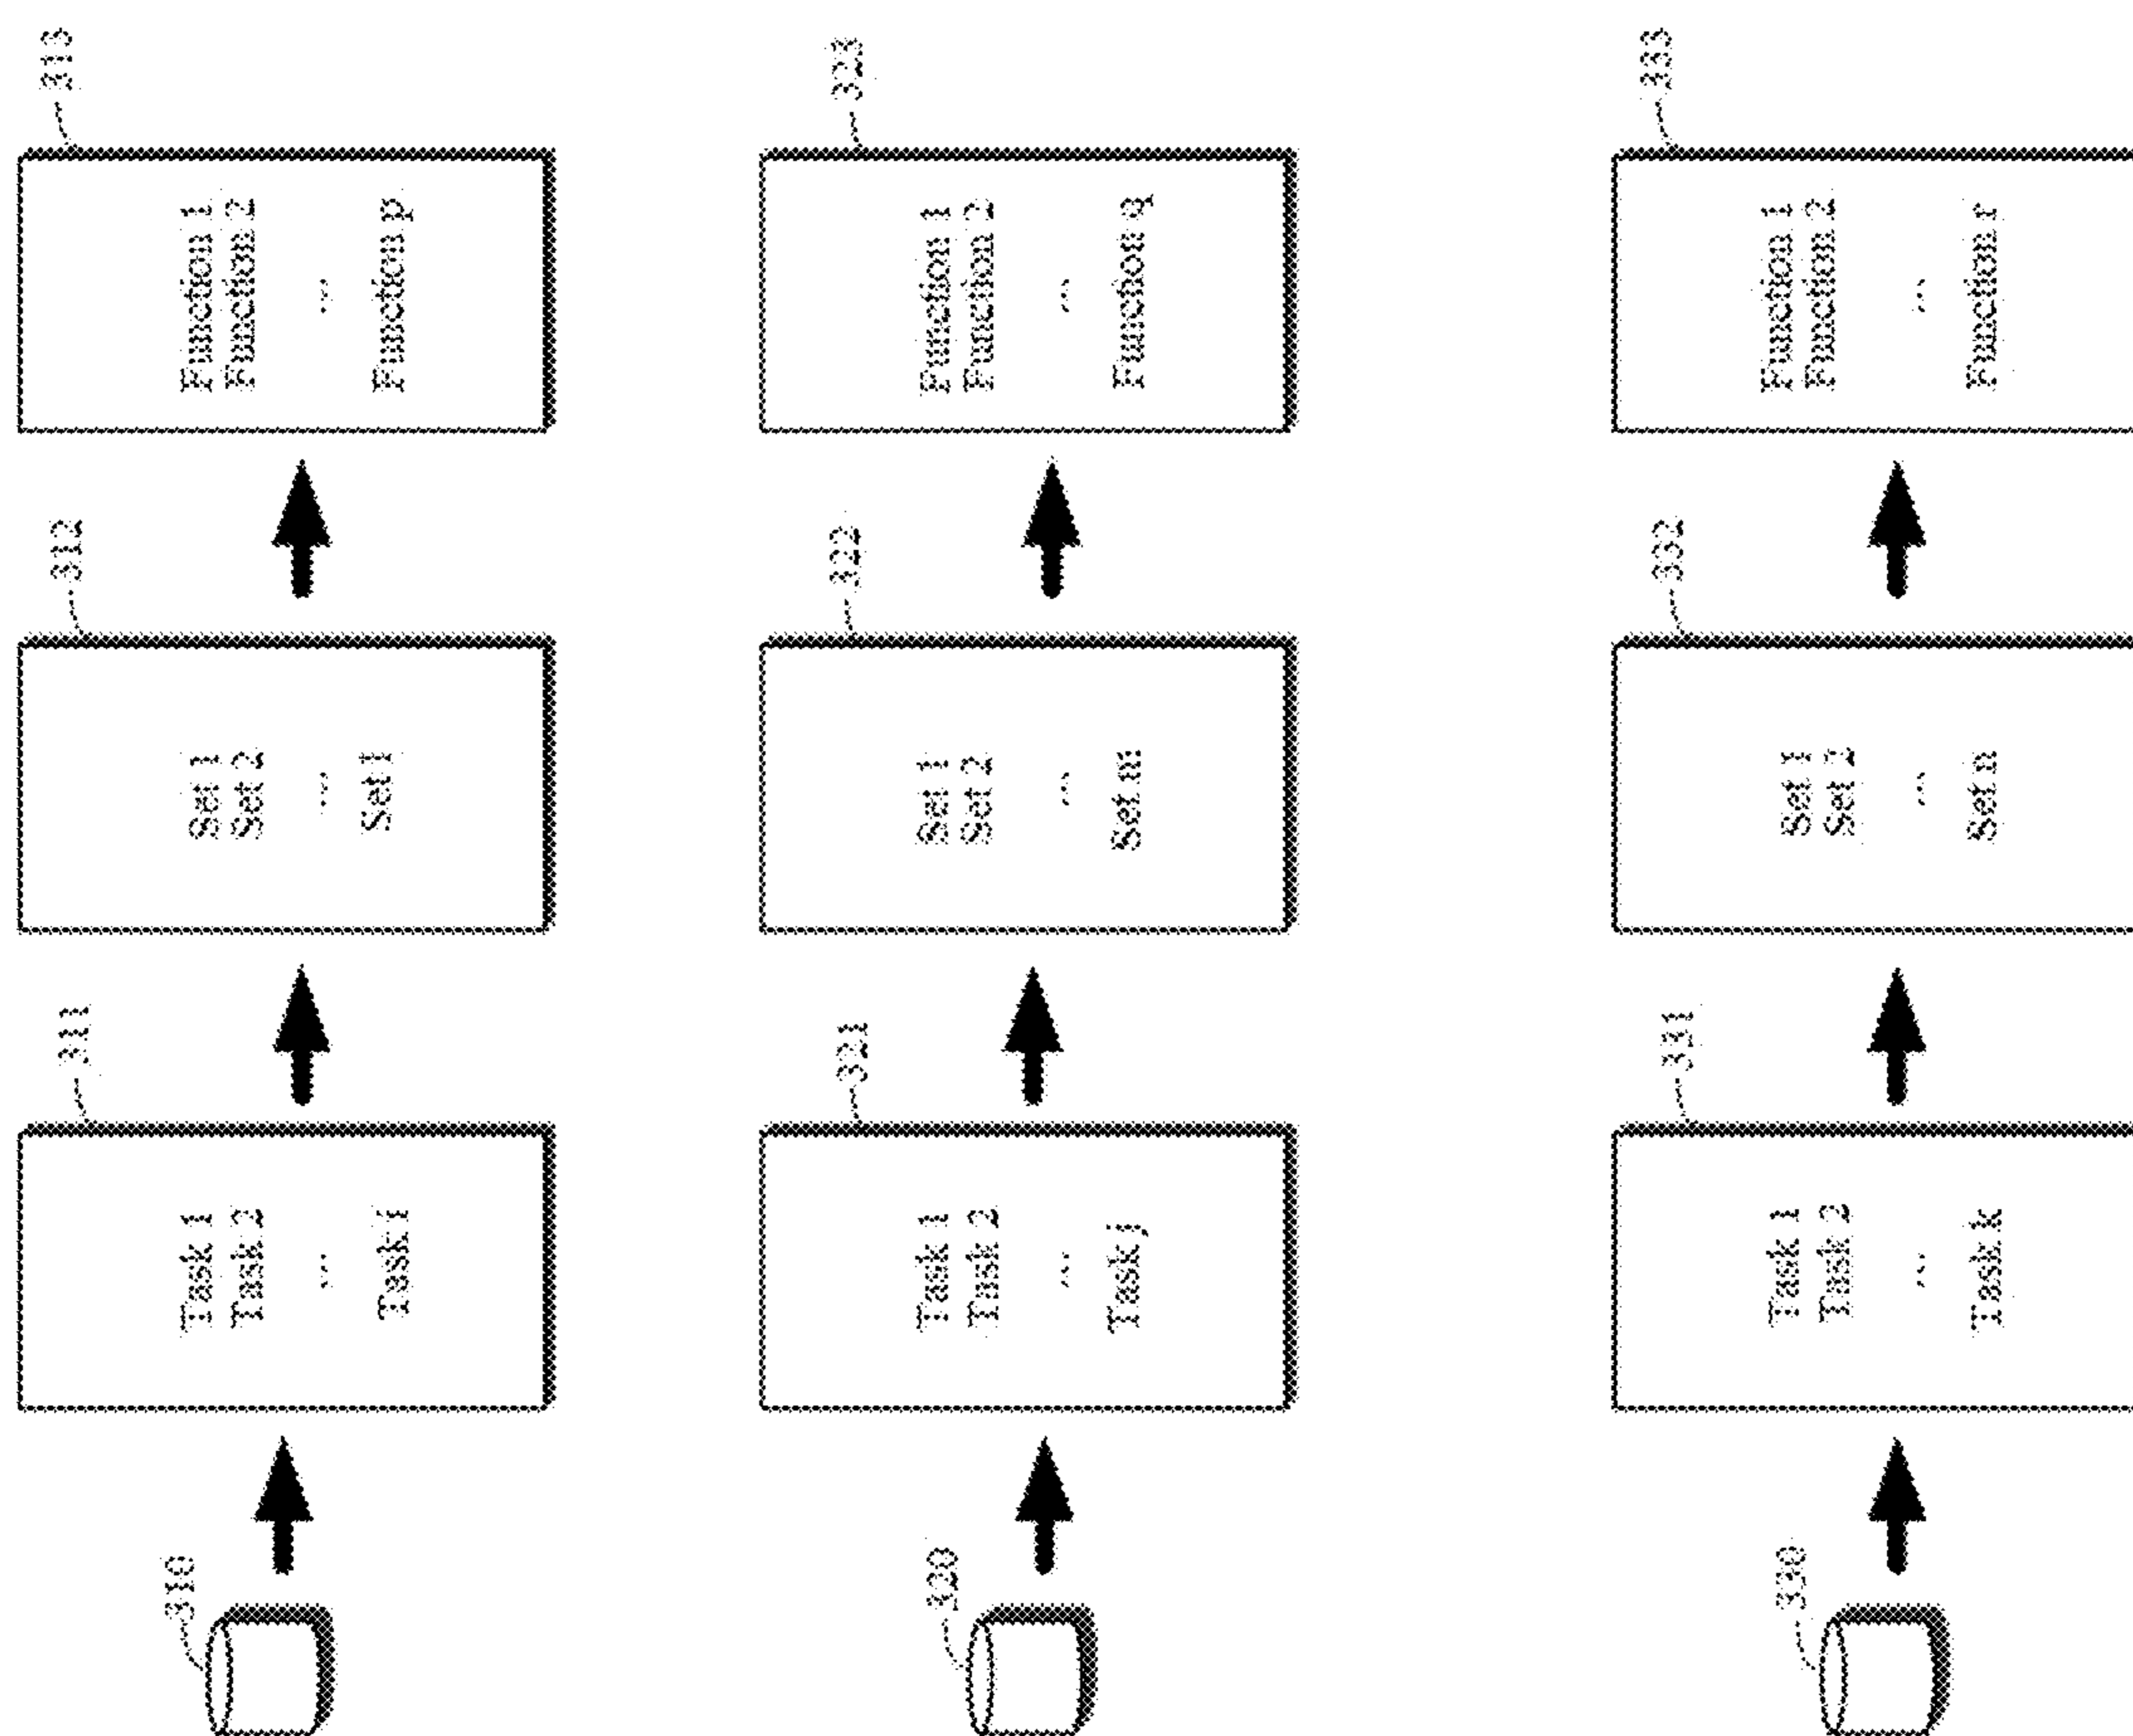 310
311
Task 1
Task 2
...
Task i
312
Set 1
Set 2
...
Set l
313
Function 1
Function 2
...
Function p
320
321
Task 1
Task 2
...
Task j
322
Set 1
Set 2
...
Set m
323
Function 1
Function 2
...
Function q
330
331
Task 1
Task 2
...
Task k
332
Set 1
Set 2
...
Set n
333
Function 1
Function 2
...
Function r